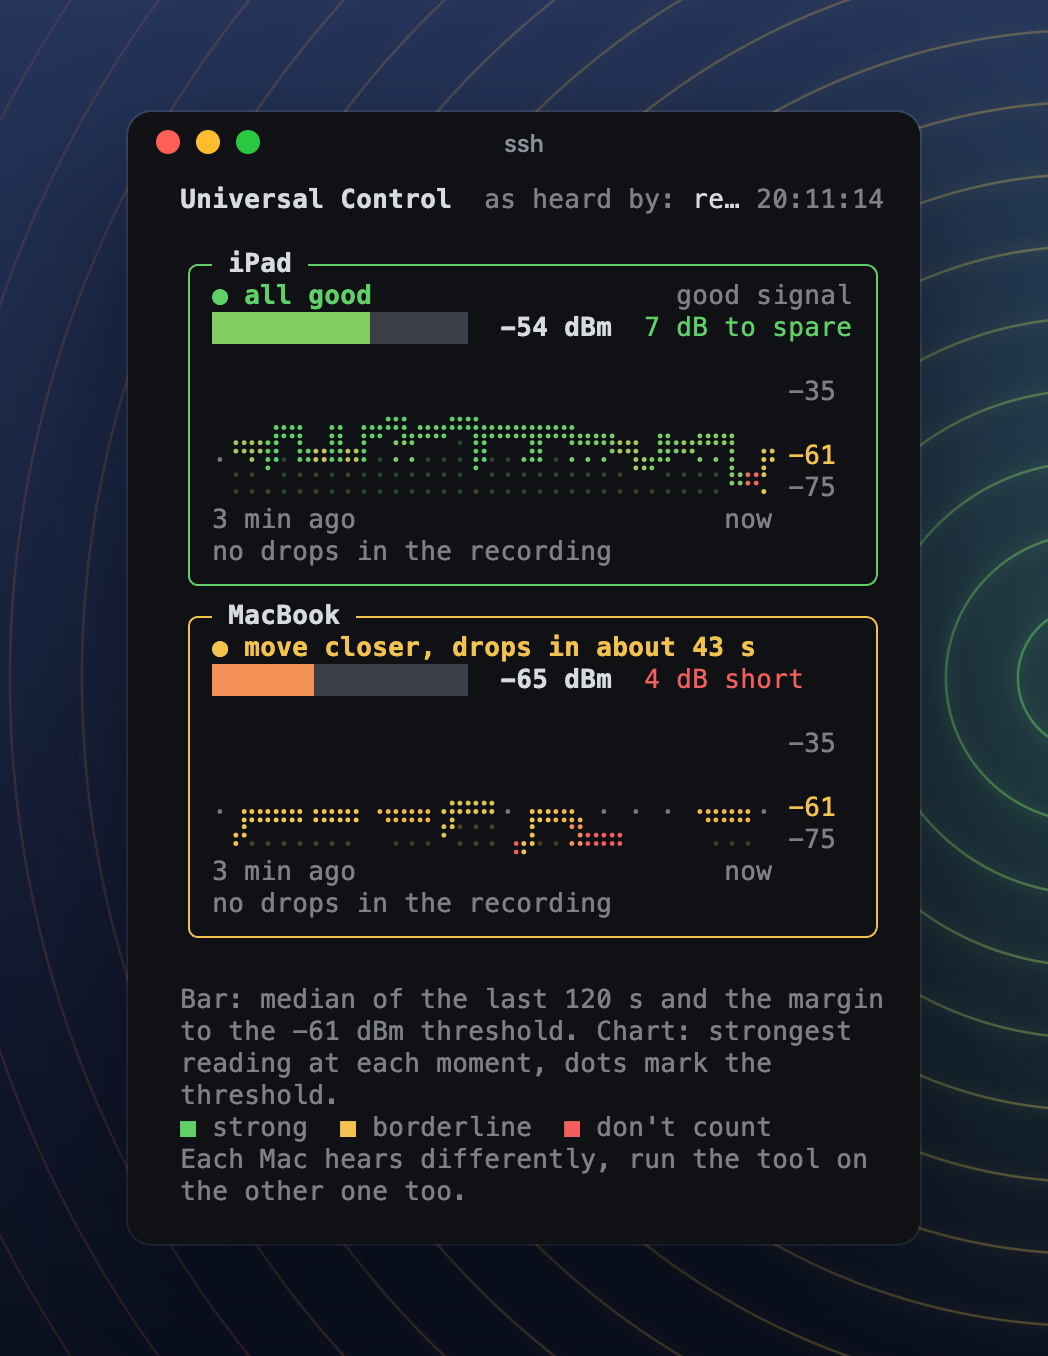 ssh
Universal Control as heard by: re… 20:11:14
iPad
all good good signal
−54 dBm 7 dB to spare
−35
−61
−75
3 min ago now
no drops in the recording
MacBook
move closer, drops in about 43 s
−65 dBm 4 dB short
−35
−61
−75
3 min ago now
no drops in the recording
Bar: median of the last 120 s and the margin
to the −61 dBm threshold. Chart: strongest
reading at each moment, dots mark the
threshold.
strong borderline don't count
Each Mac hears differently, run the tool on
the other one too.